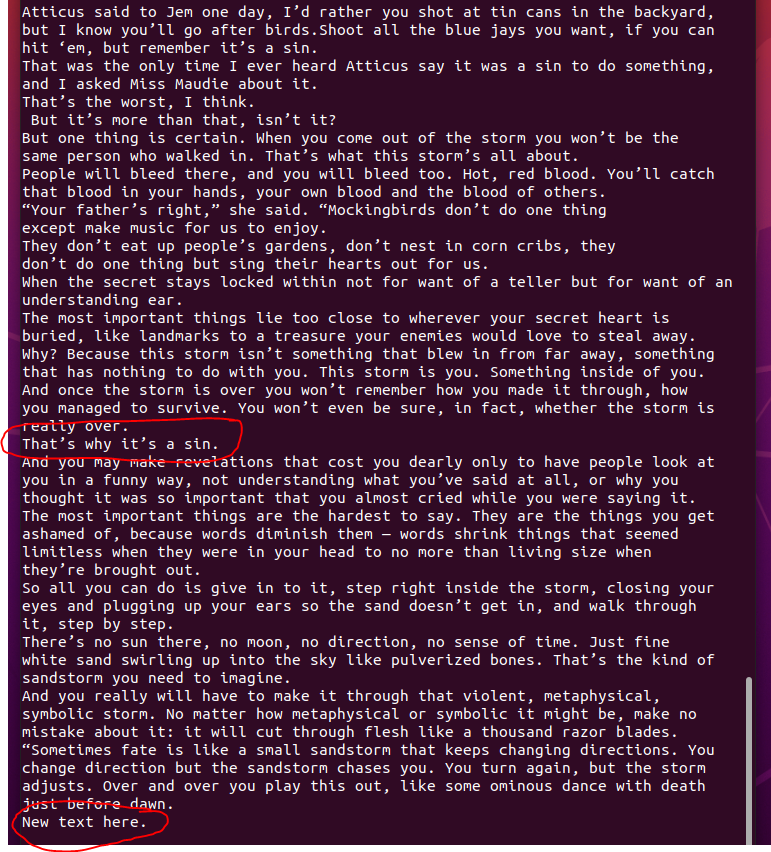 Atticus said to Jem one day, I’d rather you shot at tin cans in the backyard,
but I know you’ll go after birds.Shoot all the blue jays you want, if you can
hit ‘em, but remember it’s a sin.
That was the only time I ever heard Atticus say it was a sin to do something,
and I asked Miss Maudie about it.
That’s the worst, I think.
 But it’s more than that, isn’t it?
But one thing is certain. When you come out of the storm you won’t be the
same person who walked in. That’s what this storm’s all about.
People will bleed there, and you will bleed too. Hot, red blood. You’ll catch
that blood in your hands, your own blood and the blood of others.
“Your father’s right,” she said. “Mockingbirds don’t do one thing
except make music for us to enjoy.
They don’t eat up people’s gardens, don’t nest in corn cribs, they
don’t do one thing but sing their hearts out for us.
When the secret stays locked within not for want of a teller but for want of an
understanding ear.
The most important things lie too close to wherever your secret heart is
buried, like landmarks to a treasure your enemies would love to steal away.
Why? Because this storm isn’t something that blew in from far away, something
that has nothing to do with you. This storm is you. Something inside of you.
And once the storm is over you won’t remember how you made it through, how
you managed to survive. You won’t even be sure, in fact, whether the storm is
really over.
That’s why it’s a sin.
And you may make revelations that cost you dearly only to have people look at
you in a funny way, not understanding what you’ve said at all, or why you
thought it was so important that you almost cried while you were saying it.
The most important things are the hardest to say. They are the things you get
ashamed of, because words diminish them — words shrink things that seemed
limitless when they were in your head to no more than living size when
they’re brought out.
So all you can do is give in to it, step right inside the storm, closing your
eyes and plugging up your ears so the sand doesn’t get in, and walk through
it, step by step.
There’s no sun there, no moon, no direction, no sense of time. Just fine
white sand swirling up into the sky like pulverized bones. That’s the kind of
sandstorm you need to imagine.
And you really will have to make it through that violent, metaphysical,
symbolic storm. No matter how metaphysical or symbolic it might be, make no
mistake about it: it will cut through flesh like a thousand razor blades.
“Sometimes fate is like a small sandstorm that keeps changing directions. You
change direction but the sandstorm chases you. You turn again, but the storm
adjusts. Over and over you play this out, like some ominous dance with death
just before dawn.
New text here.